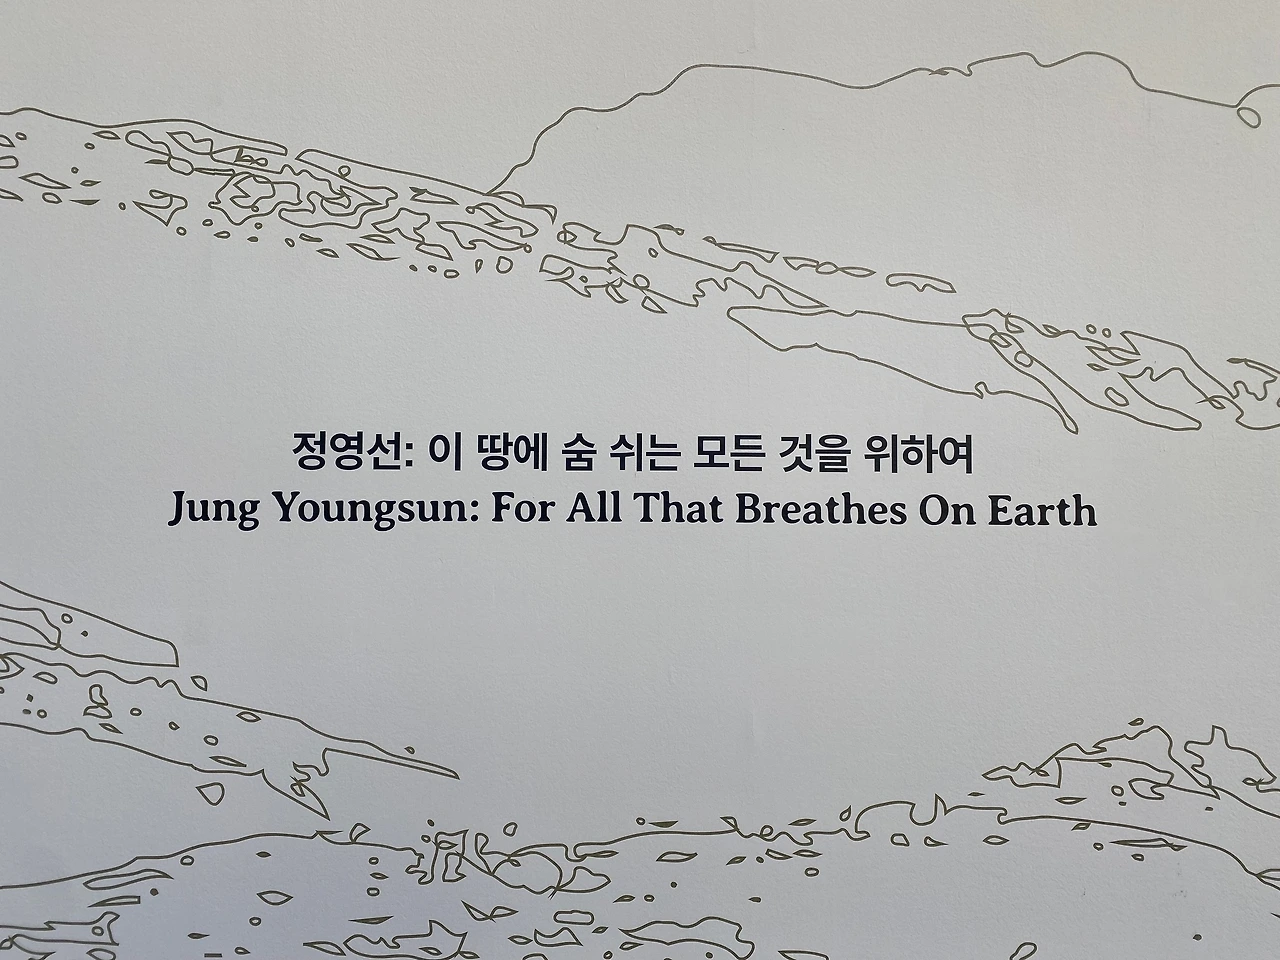 정영선: 이 땅에 숨 쉬는 모든 것을 위하여
Jung Youngsun: For All That Breathes On Earth